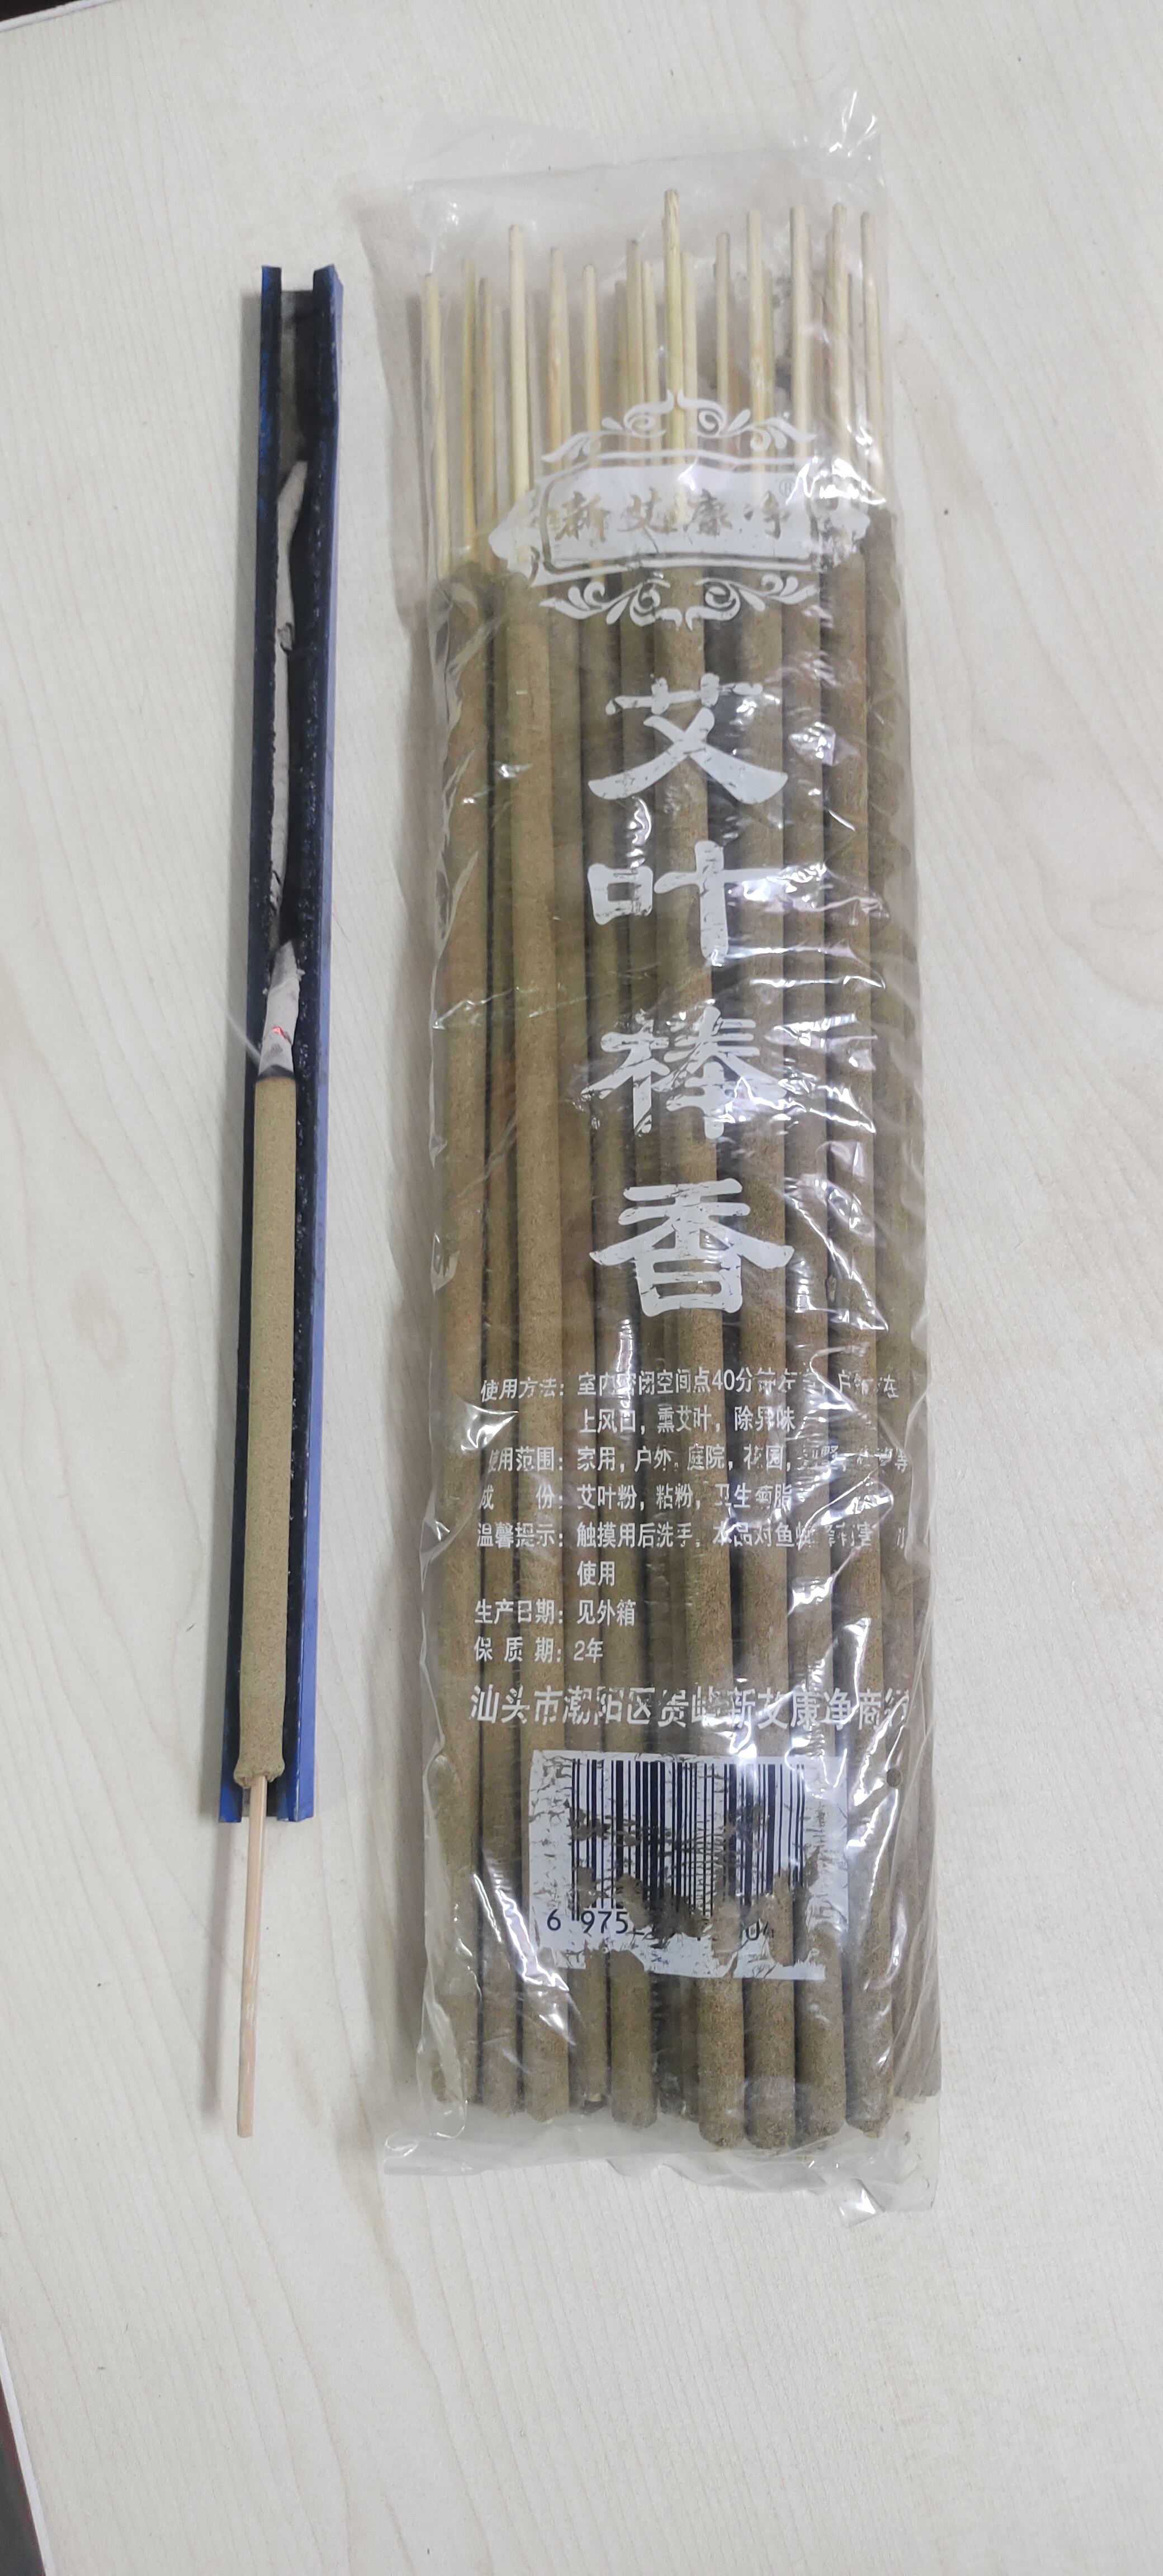 新艾康净
艾
叶
棒
香
使用方法：室内密闭空间点40分钟左右，户外在
上风口，熏艾叶，除异味
使用范围：家用，户外，庭院，花园，
成 份：艾叶粉，粘粉，卫生
温馨提示：触摸用后洗手，本品对鱼
使用
生产日期：见外箱
保 质 期：2年
汕头市潮阳区贵屿新艾康净商行
6 975